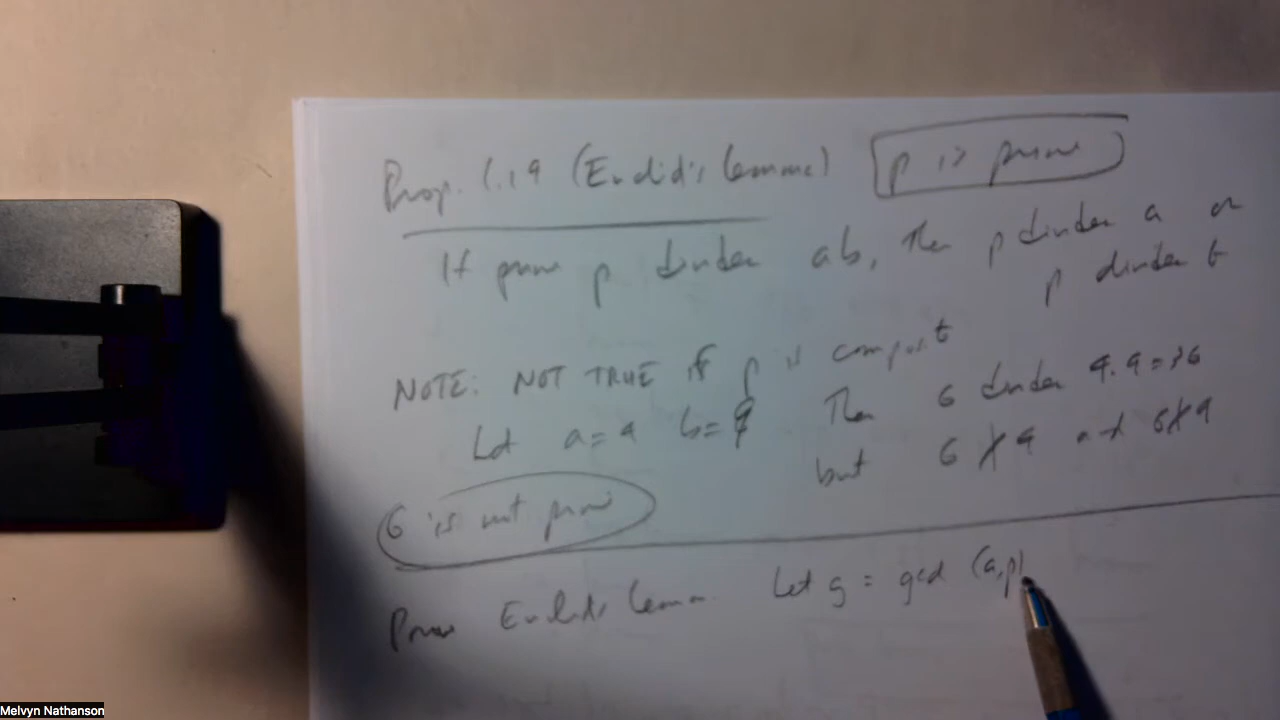 Prop. 1.19 (Euclid's lemma) p is prime
If prime p divides ab, then p divides a or
p divides b
NOTE: NOT TRUE IF p is composite
Let a=4 b=9 Then 6 divides 4.9=36
but 6∤4 and 6∤9
6 is not prime
Prove Euclid's lemma. Let g = gcd (a,p)
Melvyn Nathanson